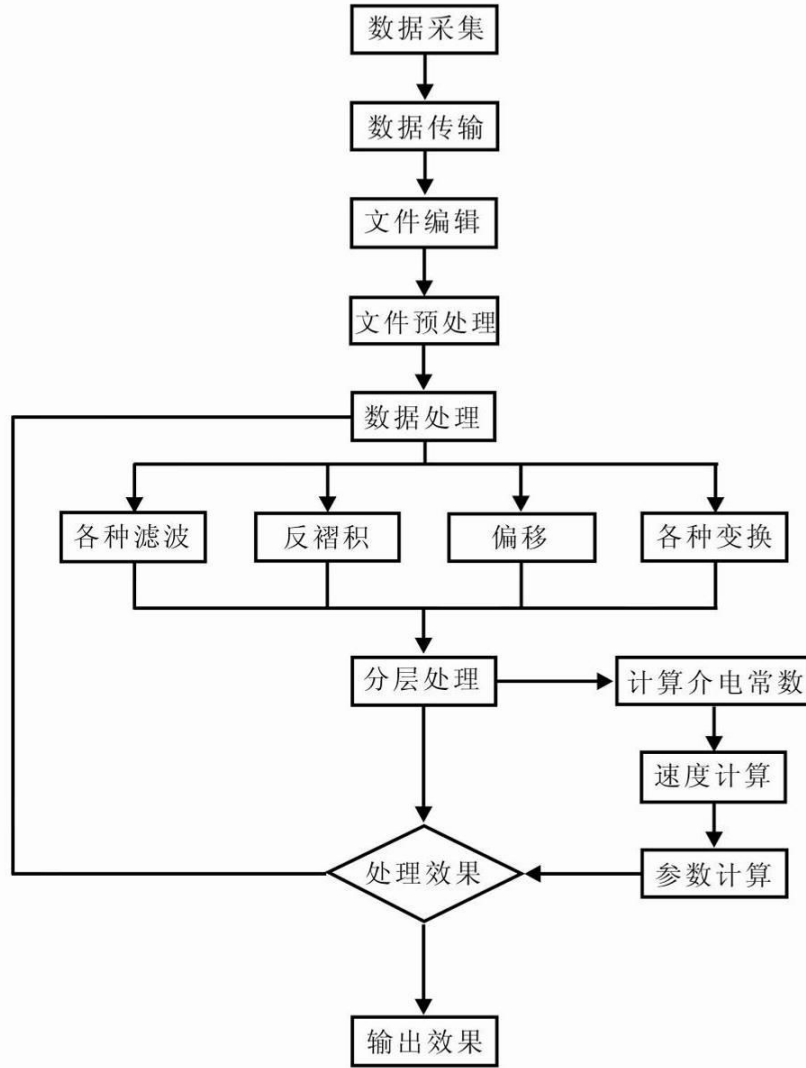 数据采集
数据传输
文件编辑
文件预处理
数据处理
各种滤波
反褶积
偏移
各种变换
分层处理
计算介电常数
速度计算
处理效果
参数计算
输出效果